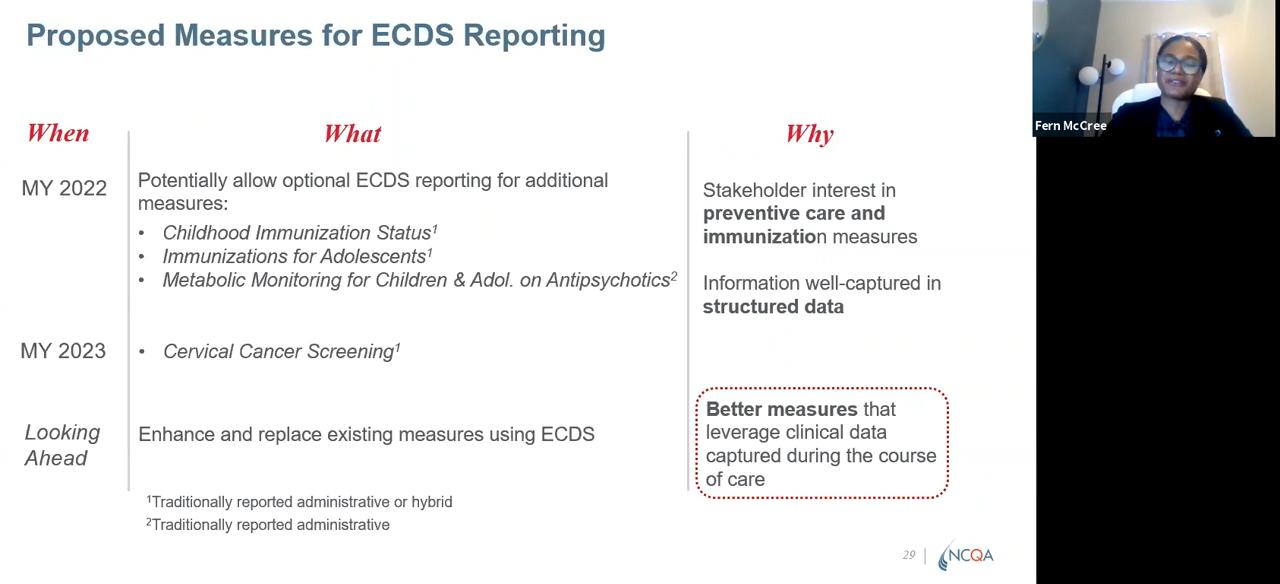 Proposed Measures for ECDS Reporting
Fern McCree
When
What
Why
MY 2022
Potentially allow optional ECDS reporting for additional
measures:
• Childhood Immunization Status¹
• Immunizations for Adolescents¹
• Metabolic Monitoring for Children & Adol. on Antipsychotics²
Stakeholder interest in
preventive care and
immunization measures
Information well-captured in
structured data
MY 2023
• Cervical Cancer Screening¹
Looking
Ahead
Enhance and replace existing measures using ECDS
Better measures that
leverage clinical data
captured during the course
of care
¹Traditionally reported administrative or hybrid
²Traditionally reported administrative
29
NCQA